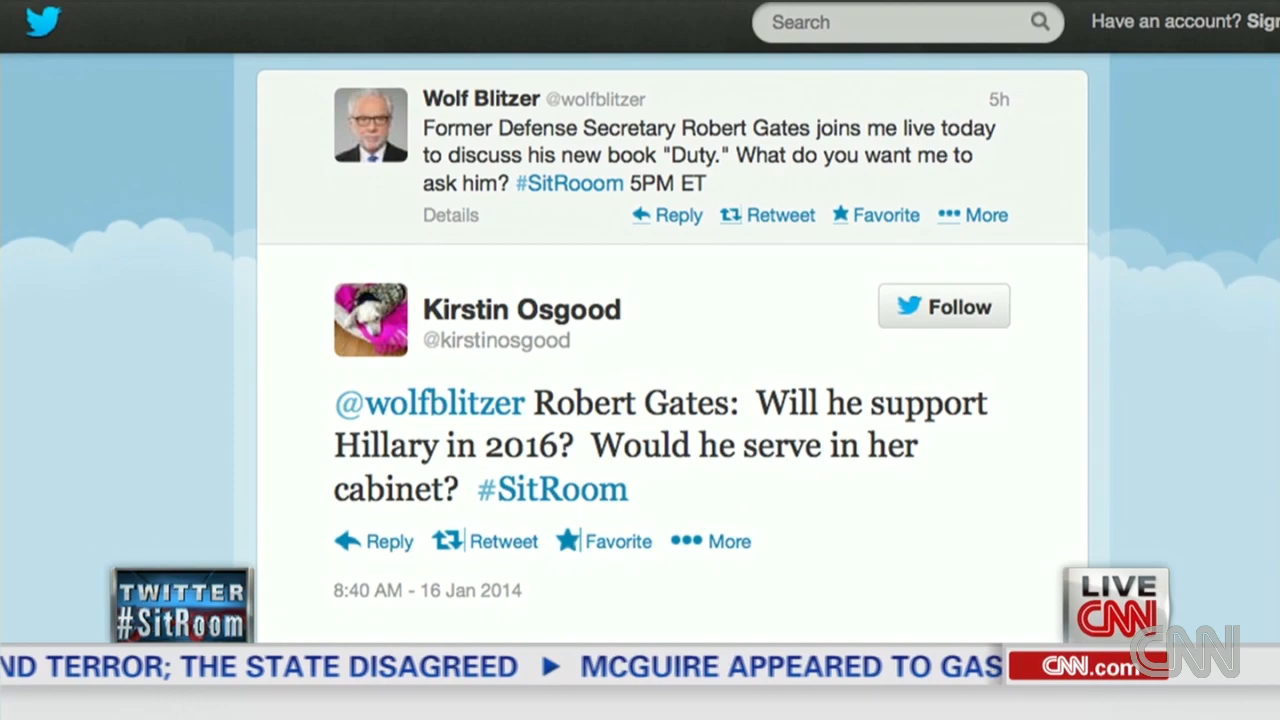 Search
Have an account? Sign
Wolf Blitzer @wolfblitzer 5h
Former Defense Secretary Robert Gates joins me live today
to discuss his new book "Duty." What do you want me to
ask him? #SitRooom 5PM ET
Details Reply Retweet Favorite More
Kirstin Osgood
@kirstinosgood
Follow
@wolfblitzer Robert Gates: Will he support
Hillary in 2016? Would he serve in her
cabinet? #SitRoom
Reply Retweet Favorite More
8:40 AM - 16 Jan 2014
TWITTER
#SitRoom
LIVE
CNN
ND TERROR; THE STATE DISAGREED ▶ MCGUIRE APPEARED TO GAS
CNN.com
CNN